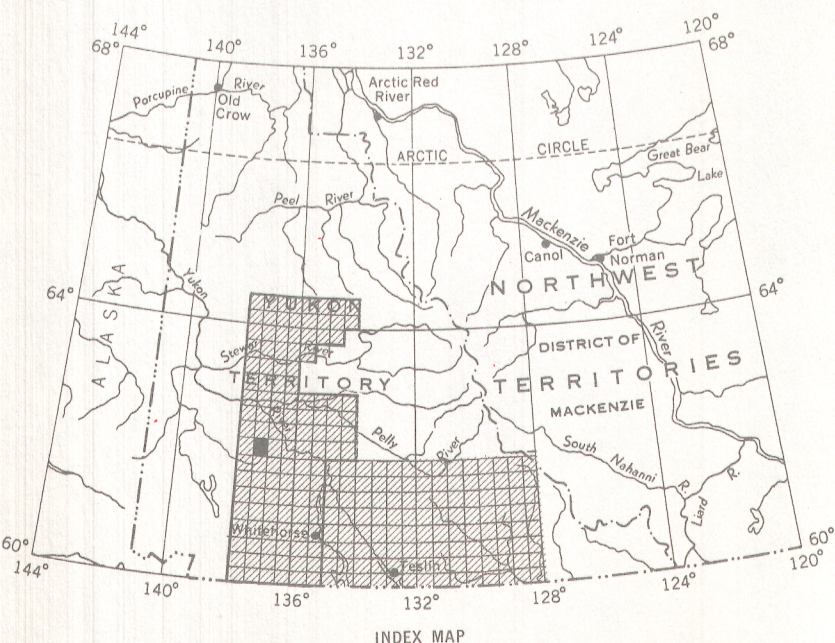 144°
140°
136°
132°
128°
124°
120°
68°
68°
Porcupine River
Old
Crow
Arctic Red
River
ARCTIC CIRCLE
Great Bear
Lake
Peel River
Mackenzie
Canol
Fort
Norman
NORTHWEST
64°
64°
ALASKA
Yukon
YUKON
Stewart River
River
DISTRICT OF
TERRITORY
TERRITORIES
MACKENZIE
Pelly
River
South
Nahanni
R.
Liard
R.
Whitehorse
Teslin
60°
60°
144°
140°
136°
132°
128°
124°
120°
INDEX MAP